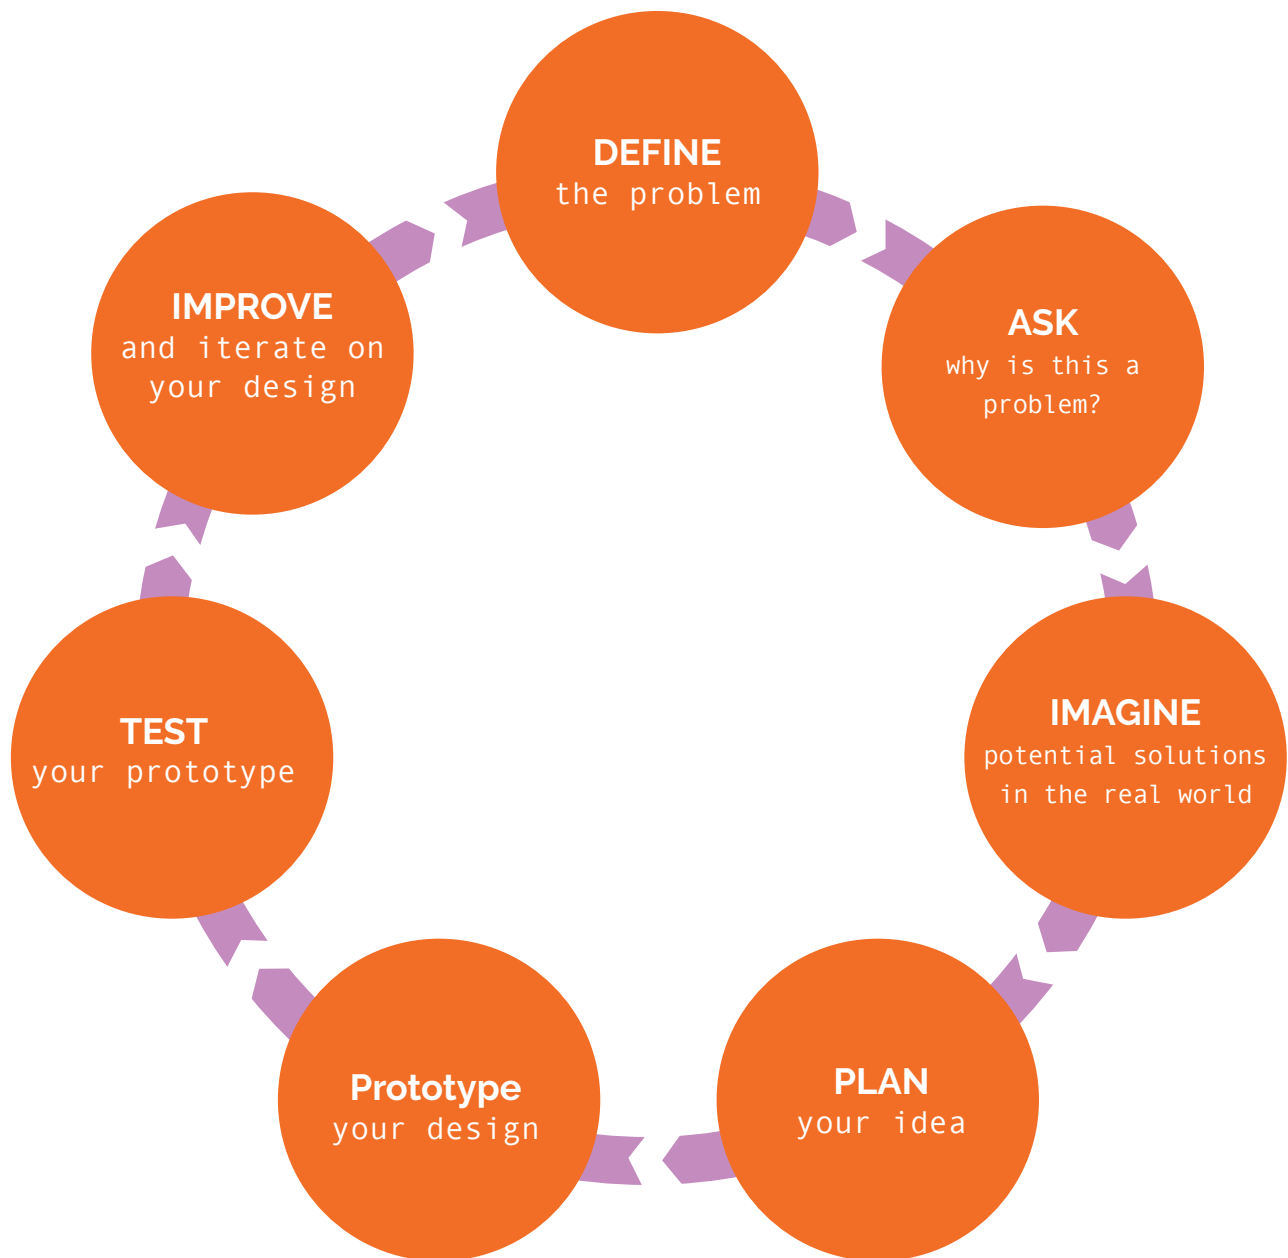 DEFINE
the problem
ASK
why is this a
problem?
IMAGINE
potential solutions
in the real world
PLAN
your idea
Prototype
your design
TEST
your prototype
IMPROVE
and iterate on
your design